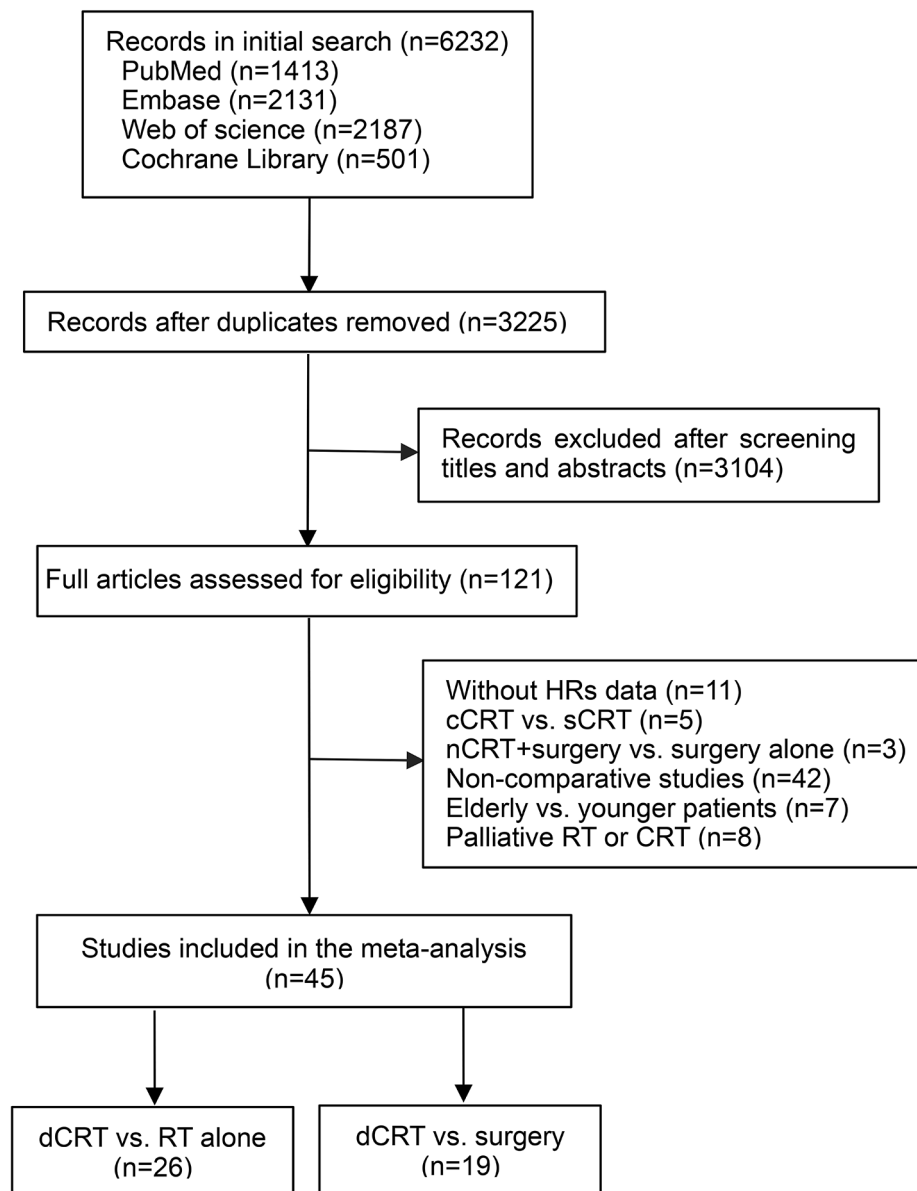 Records in initial search (n=6232)
PubMed (n=1413)
Embase (n=2131)
Web of science (n=2187)
Cochrane Library (n=501)
Records after duplicates removed (n=3225)
Records excluded after screening
titles and abstracts (n=3104)
Full articles assessed for eligibility (n=121)
Without HRs data (n=11)
cCRT vs. sCRT (n=5)
nCRT+surgery vs. surgery alone (n=3)
Non-comparative studies (n=42)
Elderly vs. younger patients (n=7)
Palliative RT or CRT (n=8)
Studies included in the meta-analysis
(n=45)
dCRT vs. RT alone
(n=26)
dCRT vs. surgery
(n=19)